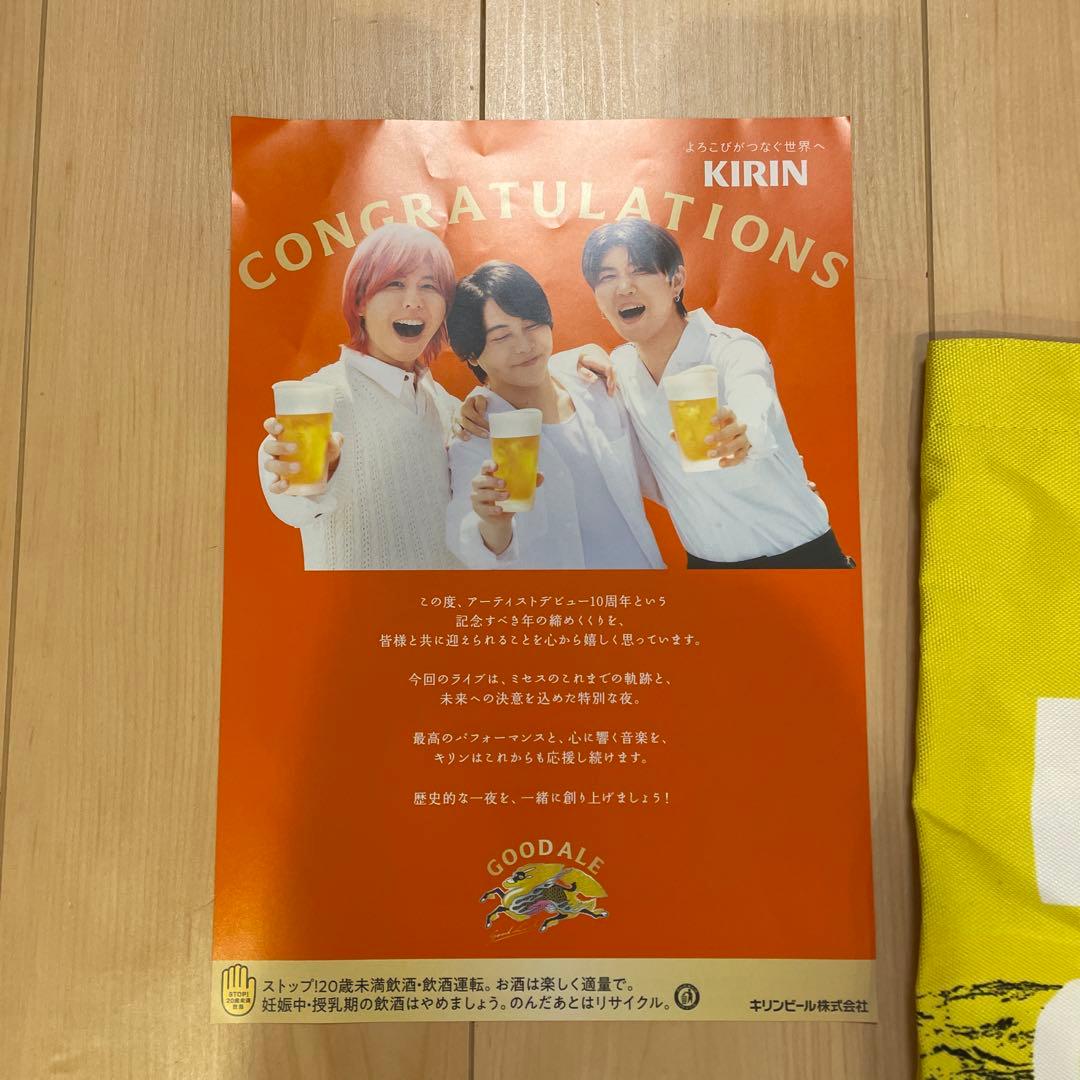 よろこびがつなぐ世界へ
KIRIN
CONGRATULATIONS
この度、アーティストデビュー10周年という
記念すべき年の締めくくりを、
皆様と共に迎えられることを心から嬉しく思っています。
今回のライブは、ミセスのこれまでの軌跡と、
未来への決意を込めた特別な夜。
最高のパフォーマンスと、心に響く音楽を、
キリンはこれからも応援し続けます。
歴史的な一夜を、一緒に創り上げましょう!
GOOD ALE
STOP!
20歳未満
飲酒
ストップ!20歳未満飲酒・飲酒運転。お酒は楽しく適量で。
妊娠中・授乳期の飲酒はやめましょう。のんだあとはリサイクル。
キリンビール株式会社